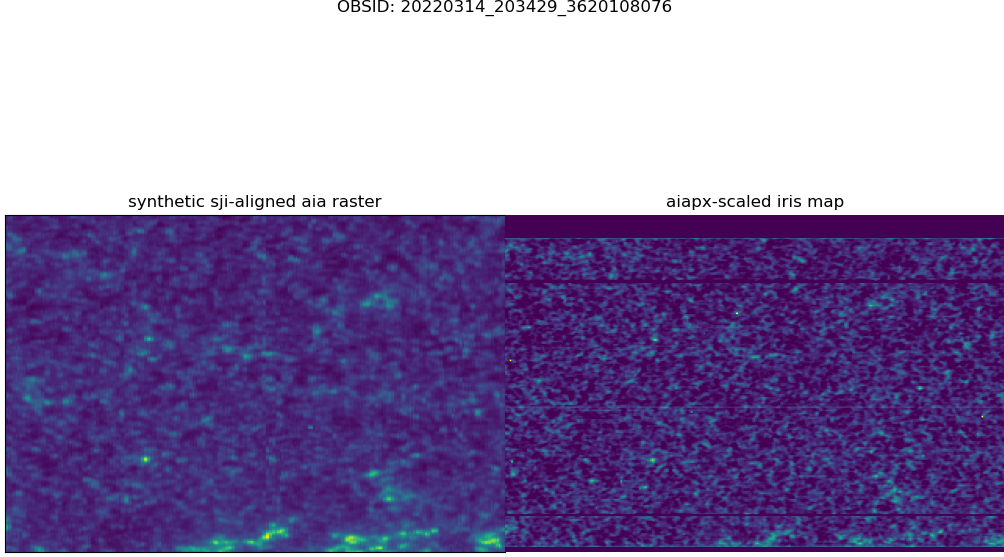 OBSID: 20220314_203429_3620108076
synthetic sji-aligned aia raster
aiapx-scaled iris map